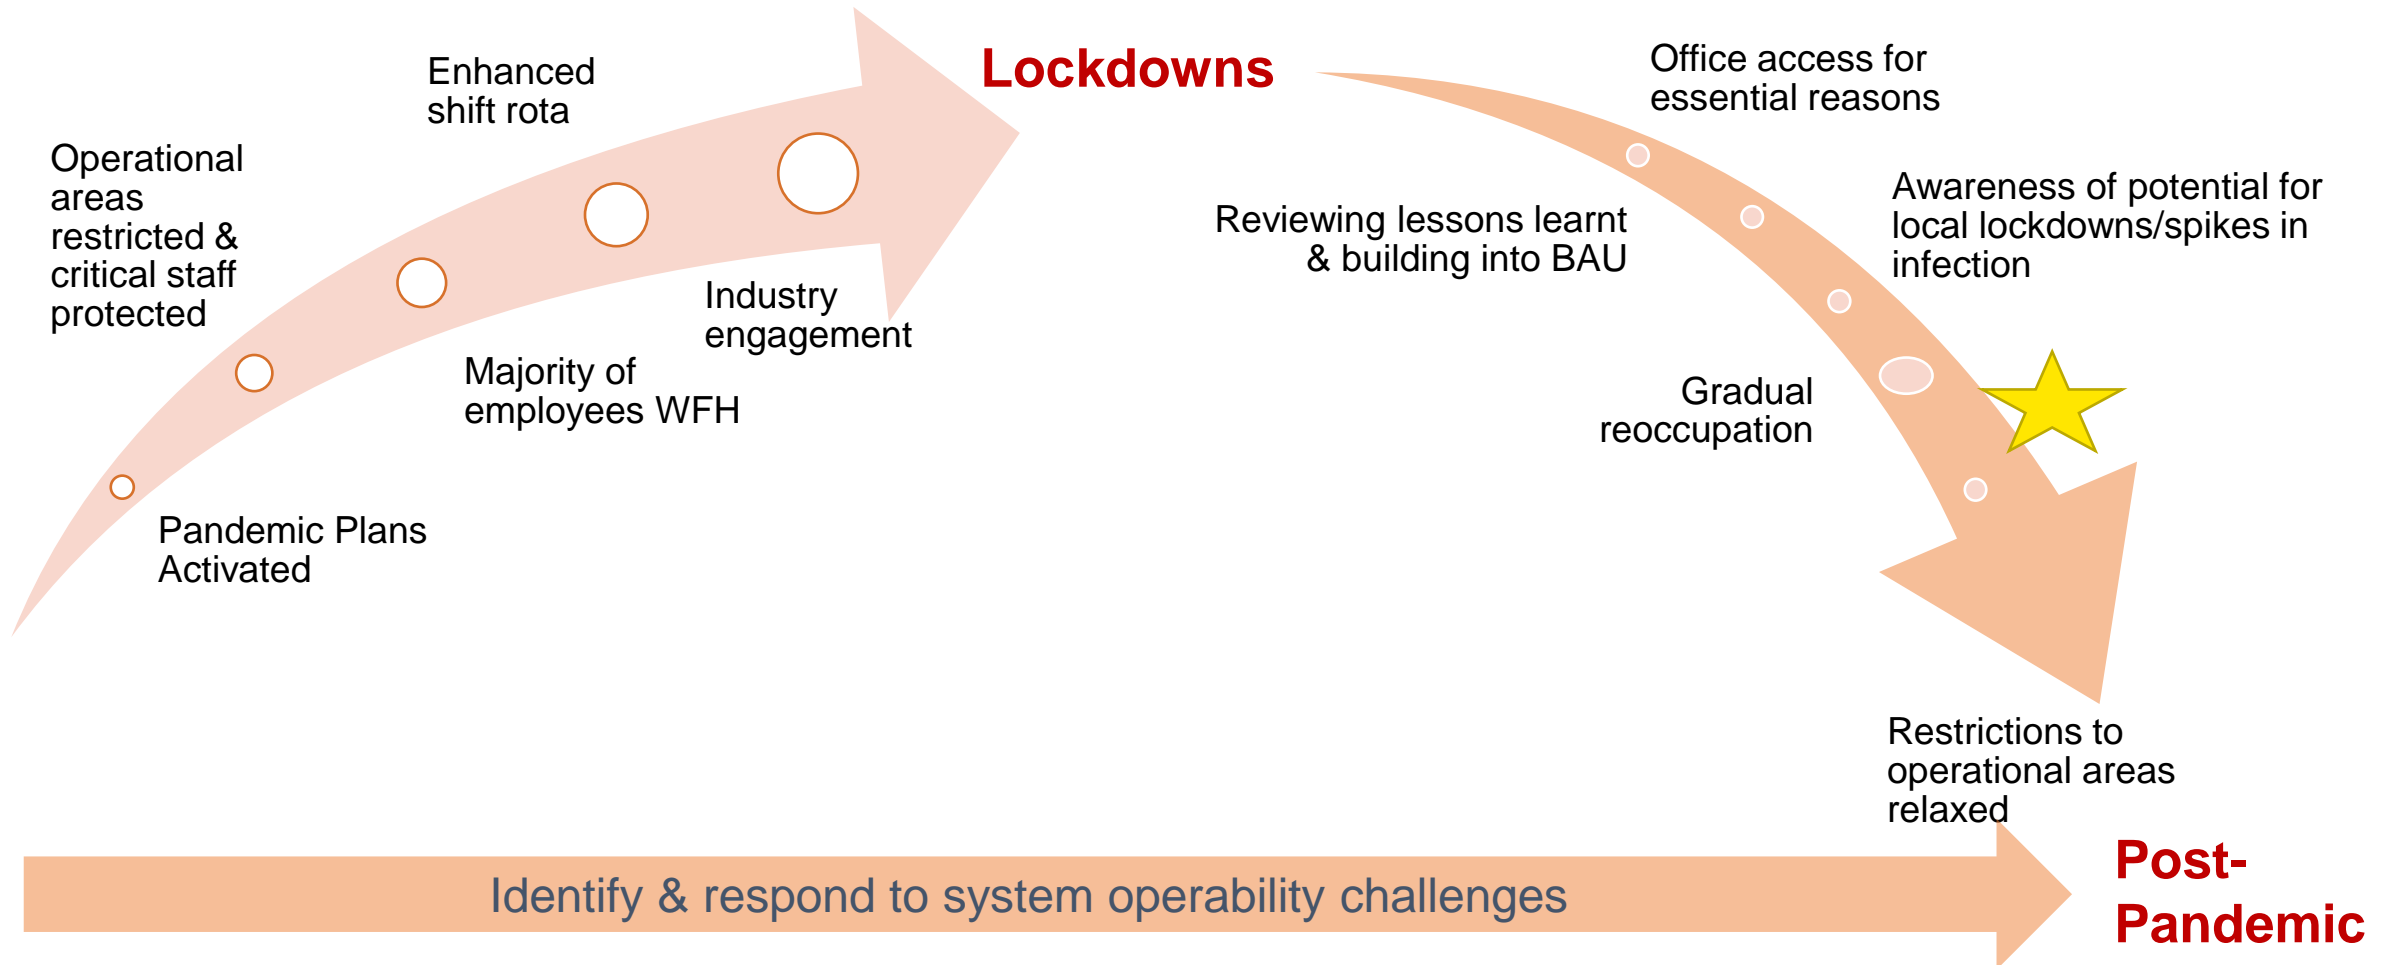 Enhanced
shift rota
Operational
areas
restricted &
critical staff
protected
Pandemic Plans
Activated
Majority of
employees WFH
Industry
engagement
Lockdowns
Office access for
essential reasons
Reviewing lessons learnt
& building into BAU
Awareness of potential for
local lockdowns/spikes in
infection
Gradual
reoccupation
Restrictions to
operational areas
relaxed
Identify & respond to system operability challenges
Post-
Pandemic